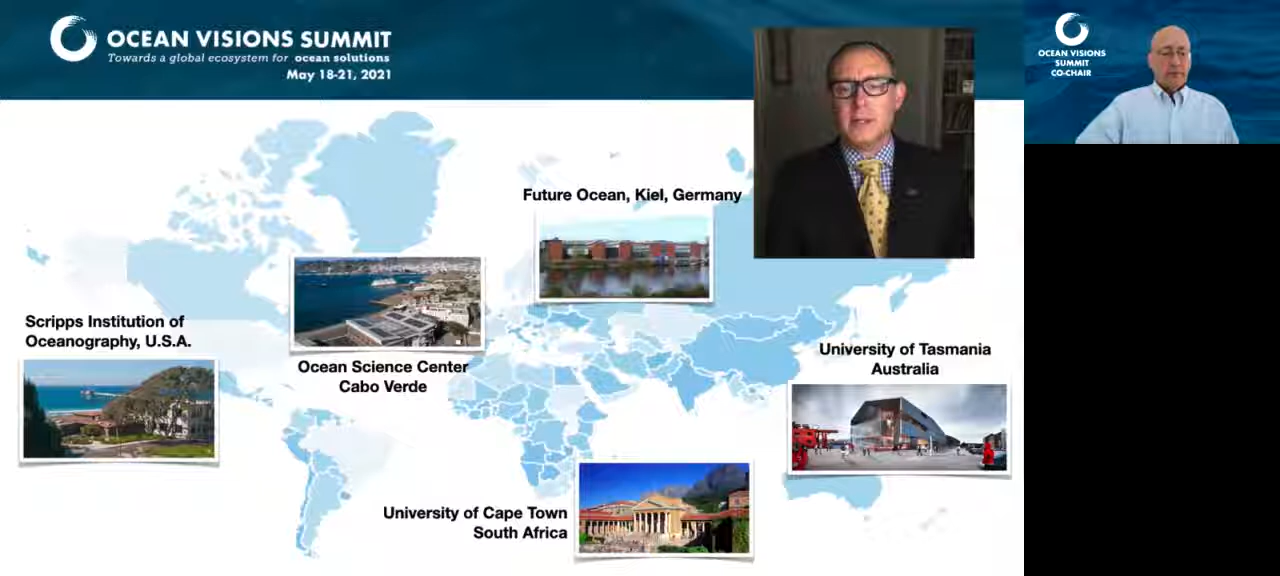 OCEAN VISIONS SUMMIT
Towards a global ecosystem for ocean solutions
May 18-21, 2021
OCEAN VISIONS
SUMMIT
CO-CHAIR
Future Ocean, Kiel, Germany
Scripps Institution of
Oceanography, U.S.A.
Ocean Science Center
Cabo Verde
University of Tasmania
Australia
University of Cape Town
South Africa